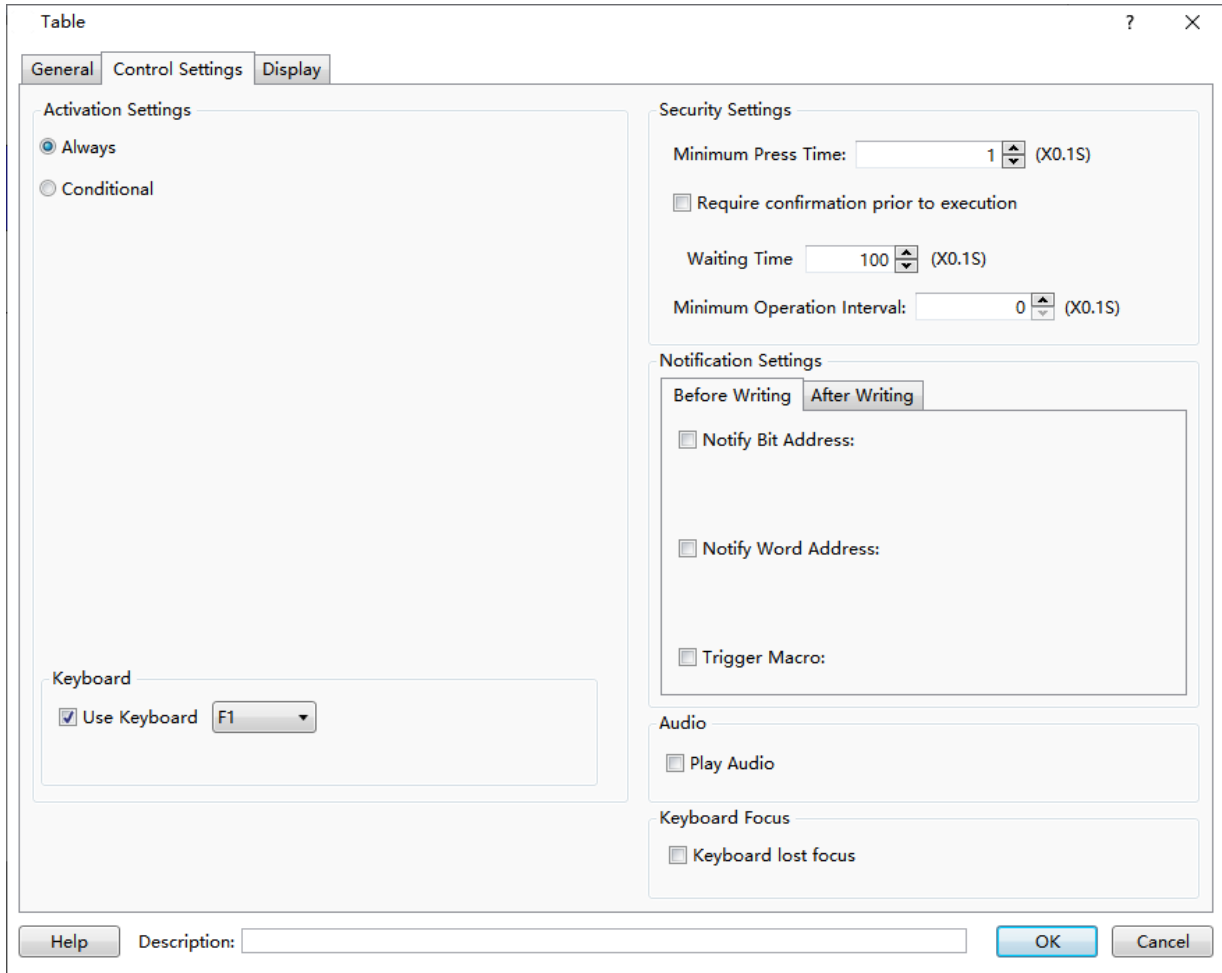 Table
?
General Control Settings Display
Activation Settings
Always
Conditional
Keyboard
Use Keyboard F1
Security Settings
Minimum Press Time: 1 (X0.1S)
Require confirmation prior to execution
Waiting Time 100 (X0.1S)
Minimum Operation Interval: 0 (X0.1S)
Notification Settings
Before Writing After Writing
Notify Bit Address:
Notify Word Address:
Trigger Macro:
Audio
Play Audio
Keyboard Focus
Keyboard lost focus
Help Description: OK Cancel